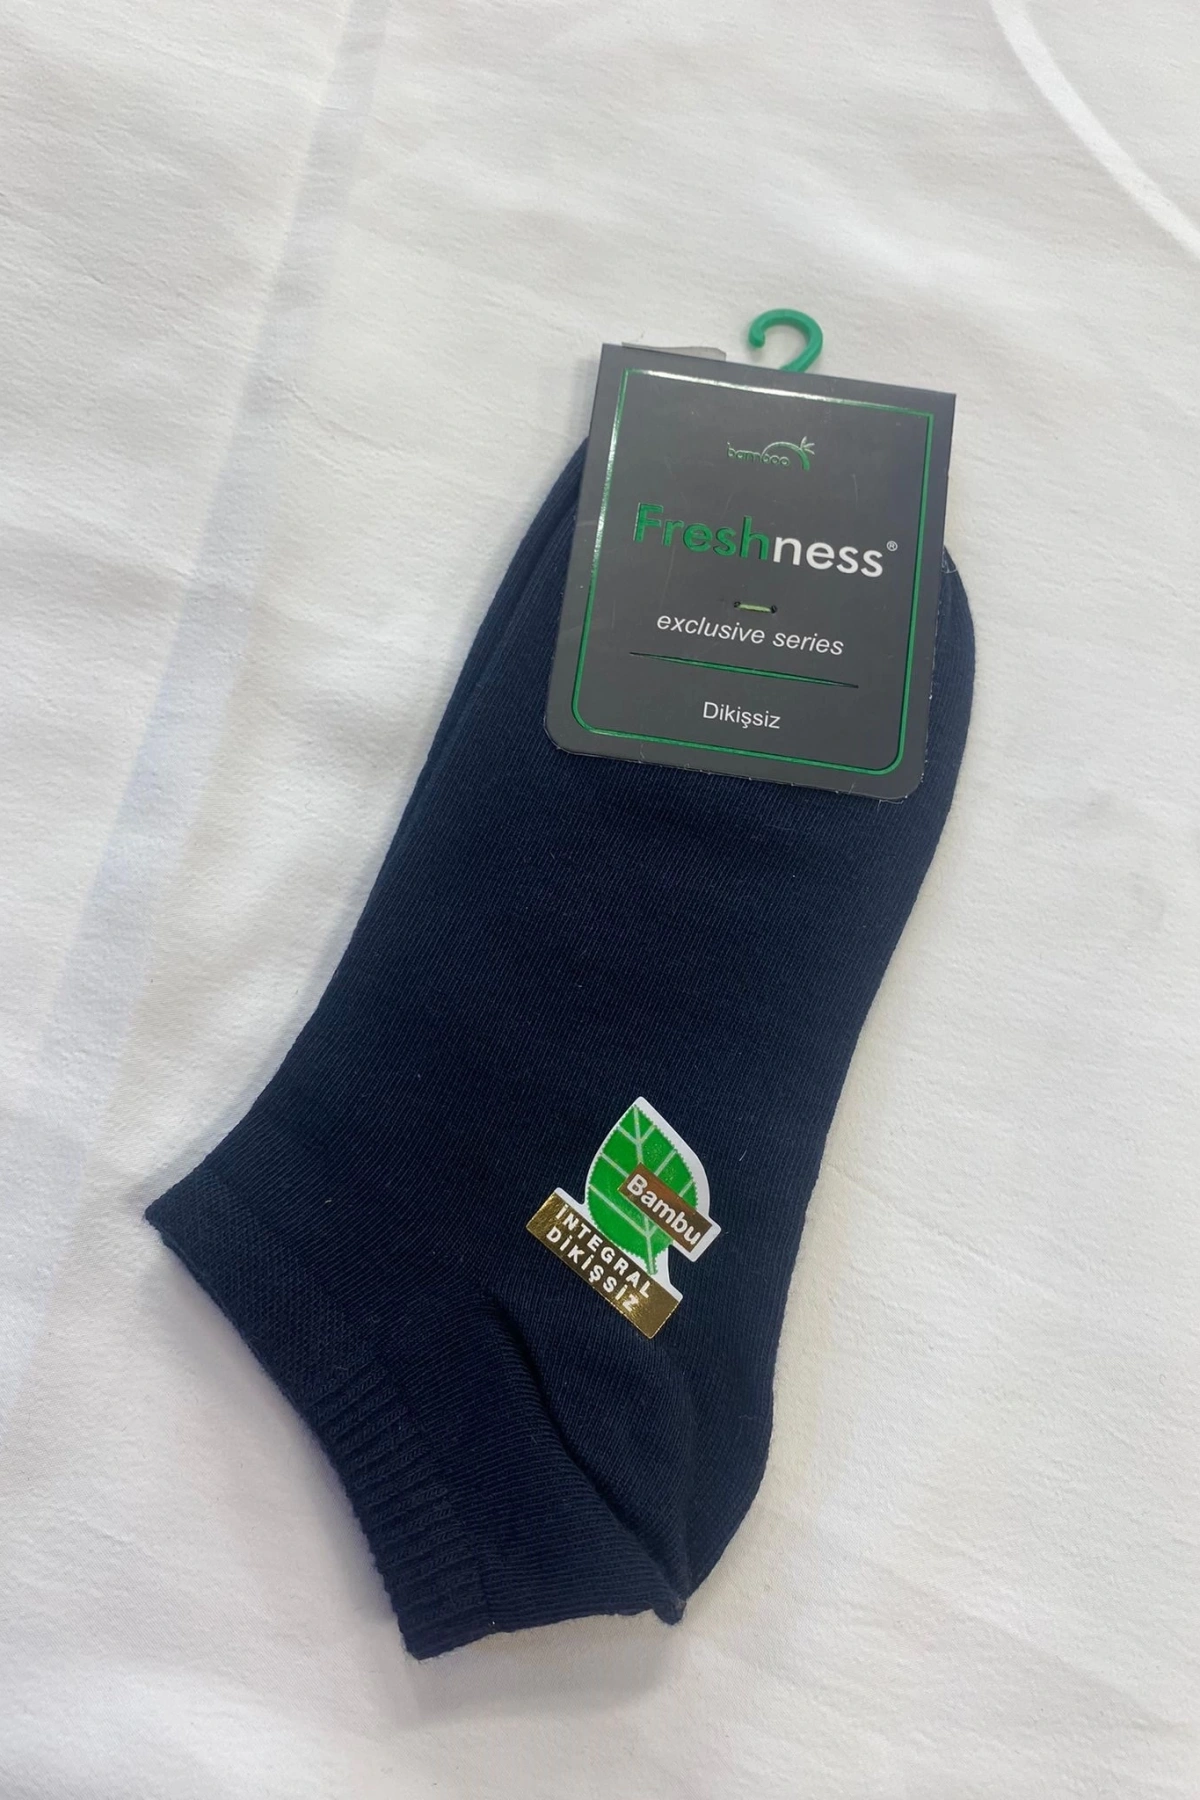 bamboo
Freshness®
exclusive series
Dikişsiz
Bambu
İNTEGRAL
DİKİŞSİZ